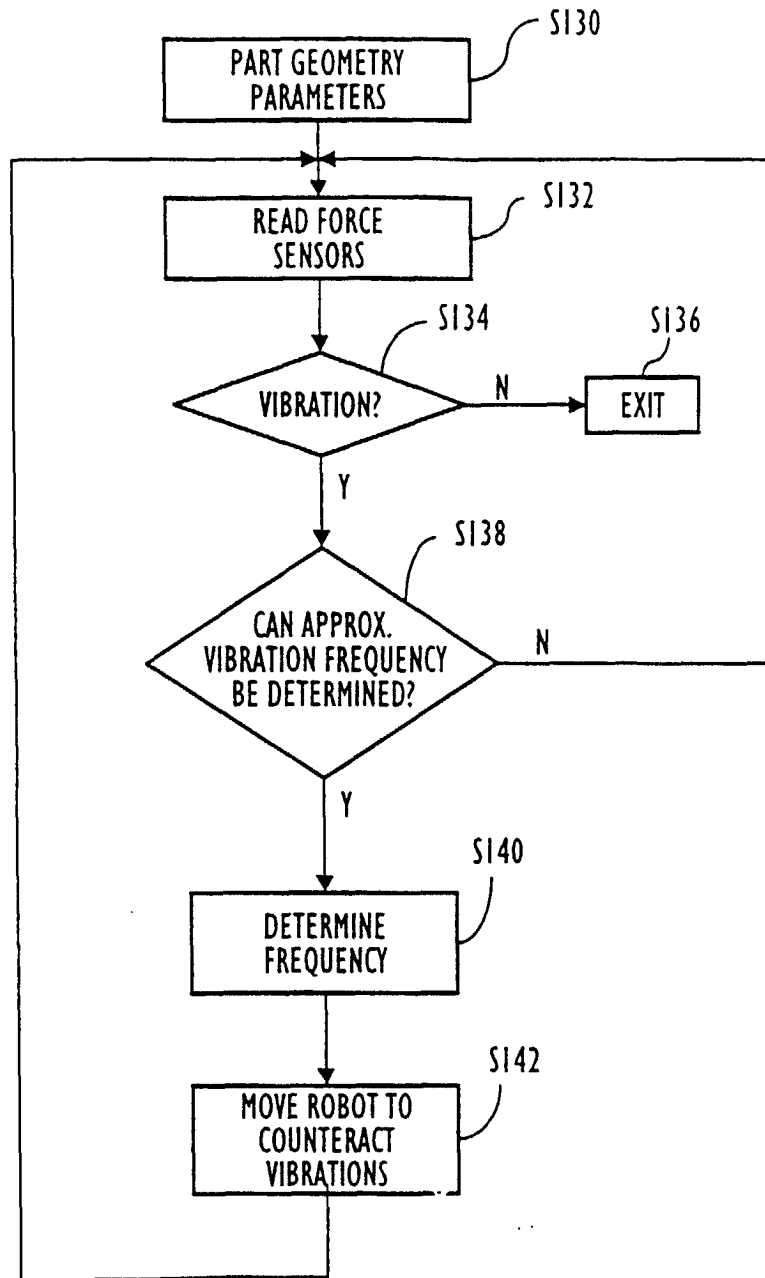 S130
PART GEOMETRY
PARAMETERS
S132
READ FORCE
SENSORS
S134
VIBRATION?
N
S136
EXIT
Y
S138
CAN APPROX.
VIBRATION FREQUENCY
BE DETERMINED?
N
Y
S140
DETERMINE
FREQUENCY
S142
MOVE ROBOT TO
COUNTERACT
VIBRATIONS